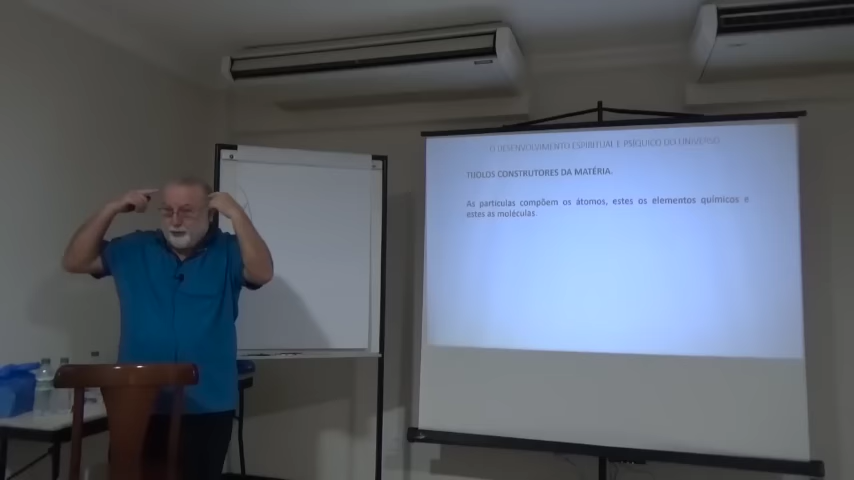 O DESENVOLVIMENTO ESPIRITUAL E PSÍQUICO DO UNIVERSO
TIJOLOS CONSTRUTORES DA MATÉRIA.
As partículas compõem os átomos, estes os elementos químicos e
estes as moléculas.